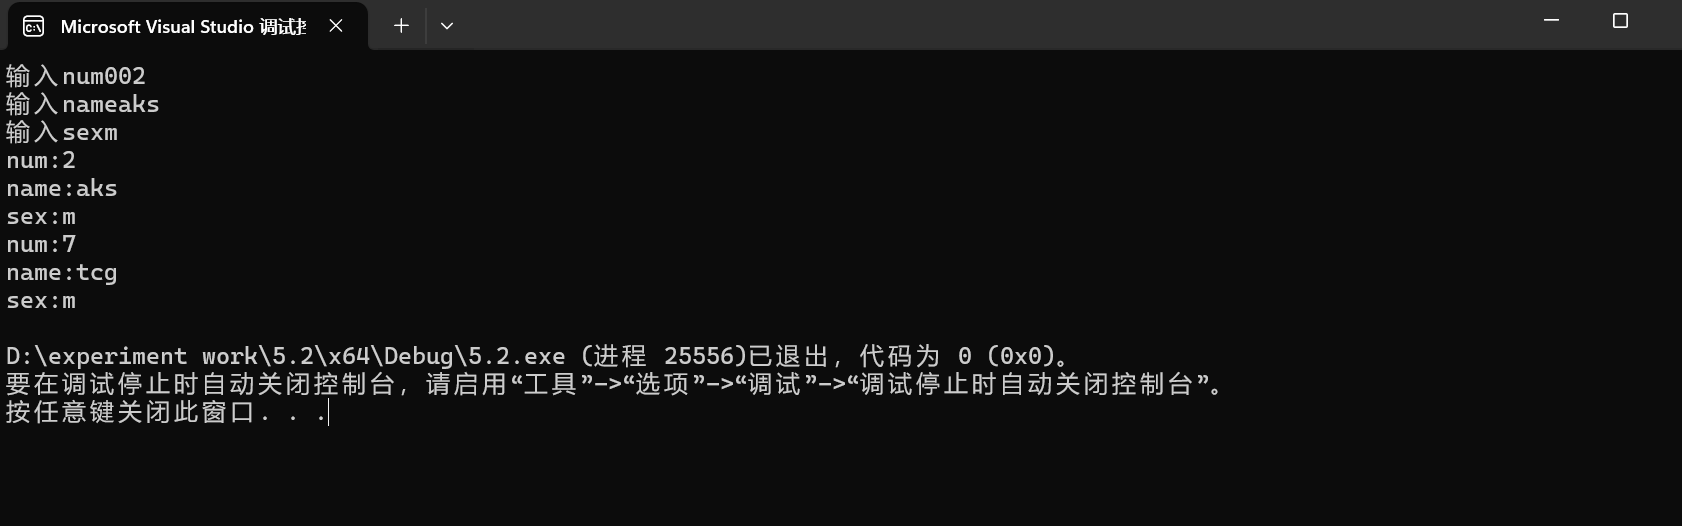 Microsoft Visual Studio 调试
输入num002
输入nameaks
输入sexm
num:2
name:aks
sex:m
num:7
name:tcg
sex:m
D:\experiment work\5.2\x64\Debug\5.2.exe (进程 25556)已退出，代码为 0 (0x0)。
要在调试停止时自动关闭控制台，请启用“工具”->“选项”->“调试”->“调试停止时自动关闭控制台”。
按任意键关闭此窗口. . .